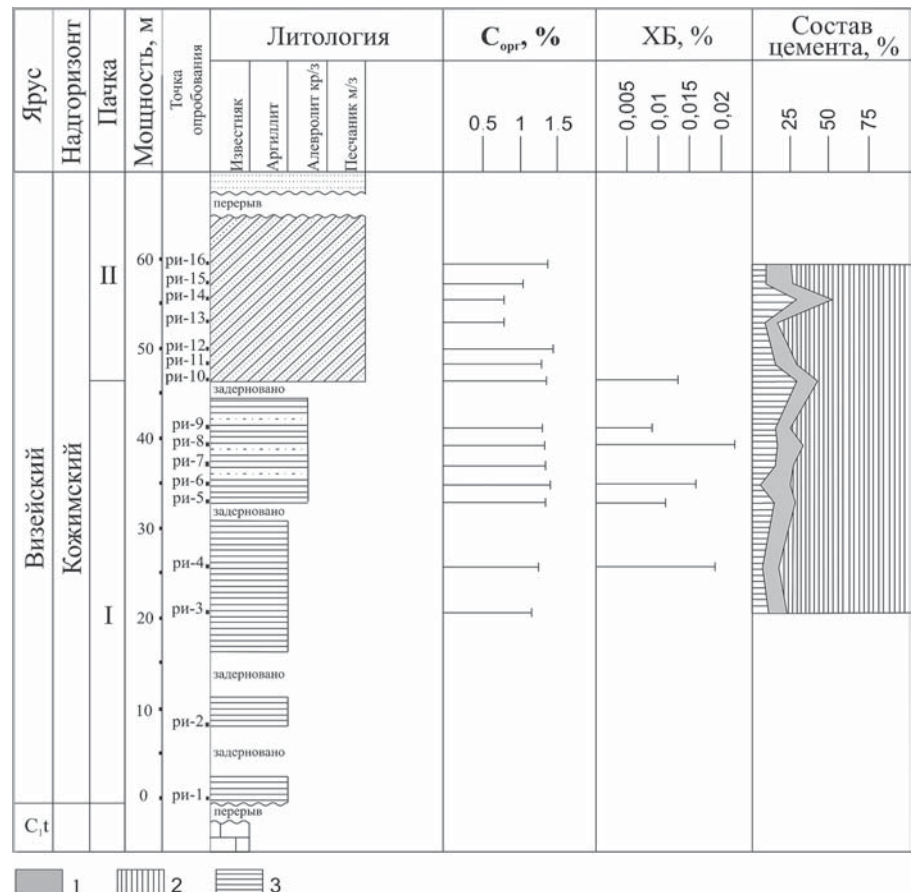 Ярус
Надгоризонт
Пачка
Мощность, м
Точка
опробования
Литология
Известняк
Аргиллит
Алевролит кр/з
Песчаник м/з
Cорг, %
0.5 1 1.5
ХБ, %
0,005
0,01
0,015
0,02
Состав
цемента, %
25
50
75
Визейский
Кожимский
II
I
C₁t
60
50
40
30
20
10
0
перерыв
ри-16
ри-15
ри-14
ри-13
ри-12
ри-11
ри-10
задерновано
ри-9
ри-8
ри-7
ри-6
ри-5
задерновано
ри-4
ри-3
задерновано
ри-2
задерновано
ри-1
перерыв
1 2 3